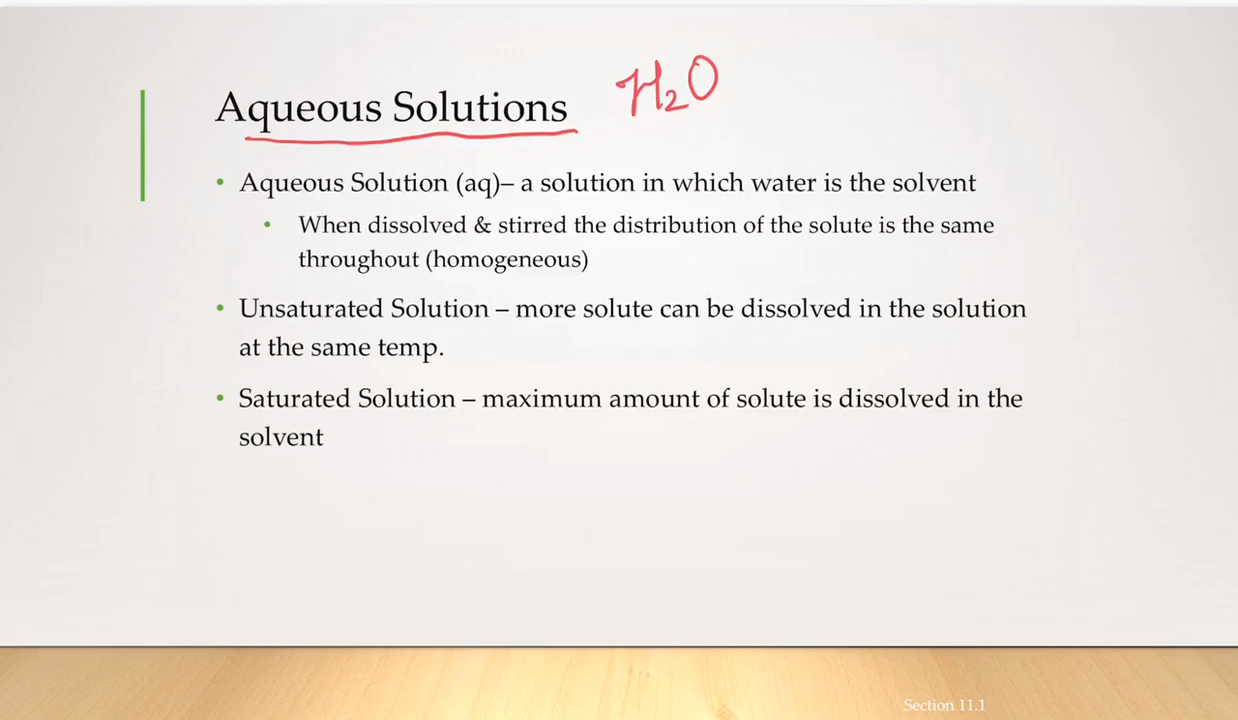 Aqueous Solutions H₂O
• Aqueous Solution (aq)– a solution in which water is the solvent
• When dissolved & stirred the distribution of the solute is the same
throughout (homogeneous)
• Unsaturated Solution – more solute can be dissolved in the solution
at the same temp.
• Saturated Solution – maximum amount of solute is dissolved in the
solvent
Section 11.1